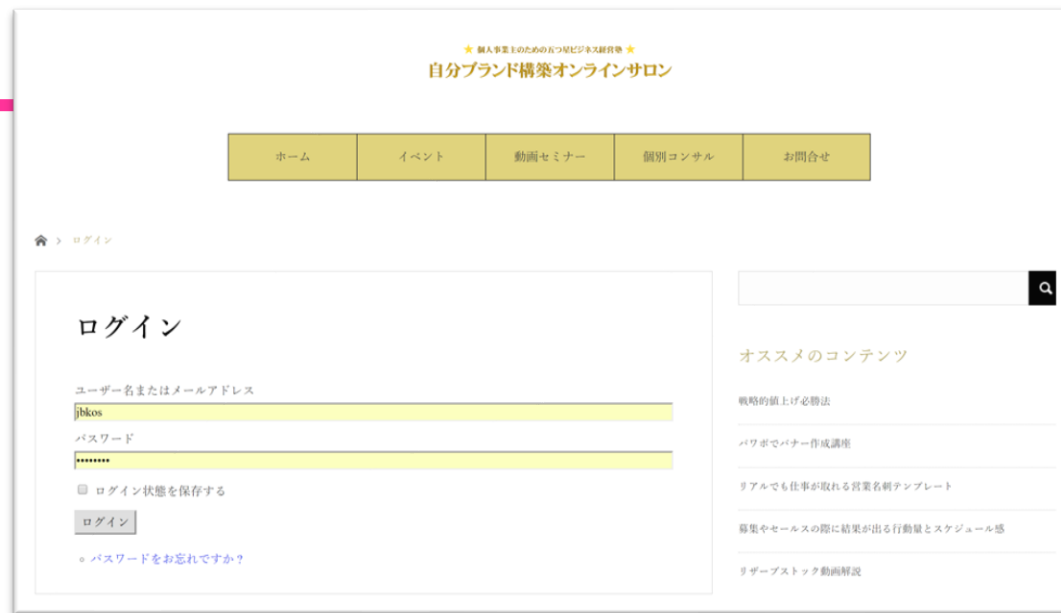 ★ 個人事業主のための五つ星ビジネス経営塾 ★
自分ブランド構築オンラインサロン
ホーム イベント 動画セミナー 個別コンサル お問合せ
> ログイン
ログイン
ユーザー名またはメールアドレス
jbkos
パスワード
••••••••
ログイン状態を保存する
ログイン
パスワードをお忘れですか ?
オススメのコンテンツ
戦略的値上げ必勝法
パワポでバナー作成講座
リアルでも仕事が取れる営業名刺テンプレート
募集やセールスの際に結果が出る行動量とスケジュール感
リザーブストック動画解説